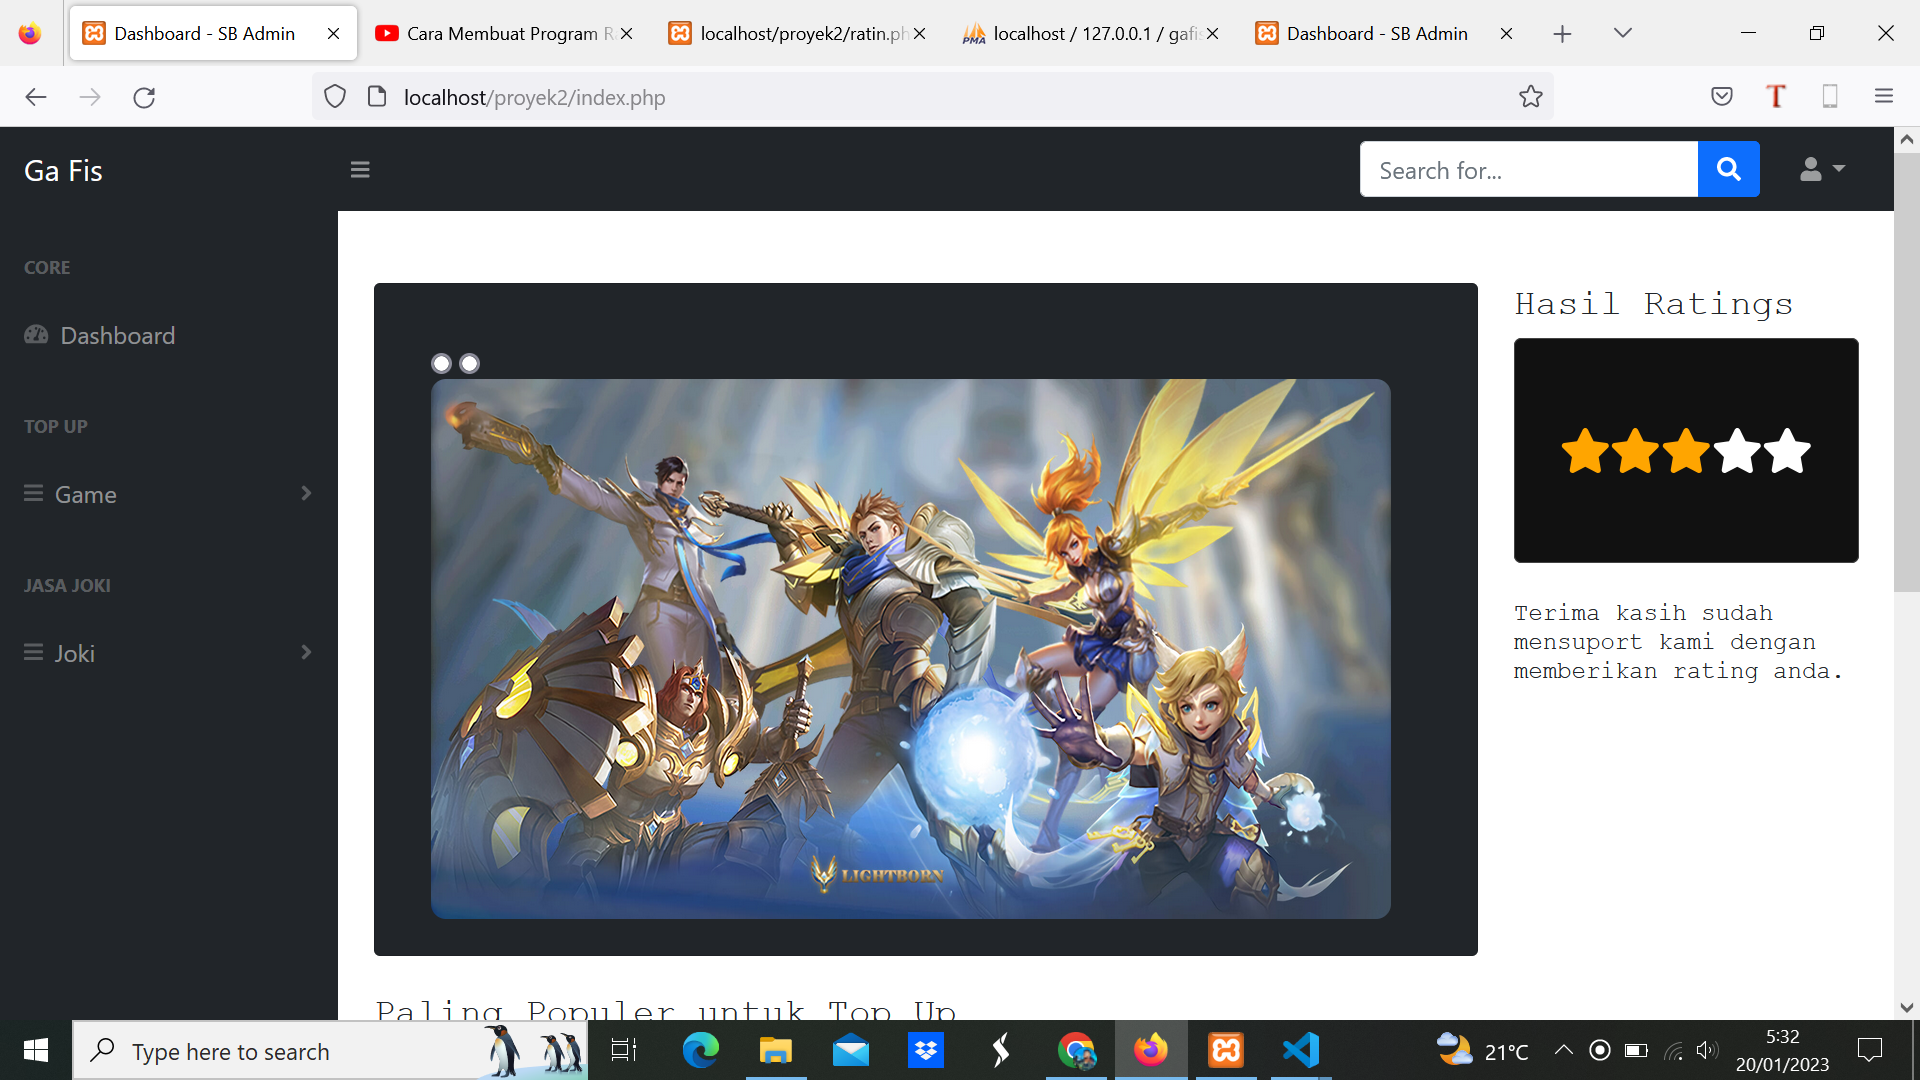 Dashboard - SB Admin
Cara Membuat Program R
localhost/proyek2/ratin.ph
localhost / 127.0.0.1 / gafis
Dashboard - SB Admin
localhost/proyek2/index.php
T
Ga Fis
Search for...
CORE
Dashboard
TOP UP
Game
JASA JOKI
Joki
LIGHTBORN
Hasil Ratings
Terima kasih sudah
mensuport kami dengan
memberikan rating anda.
Paling Populer untuk Top Up
Type here to search
21°C
5:32
20/01/2023